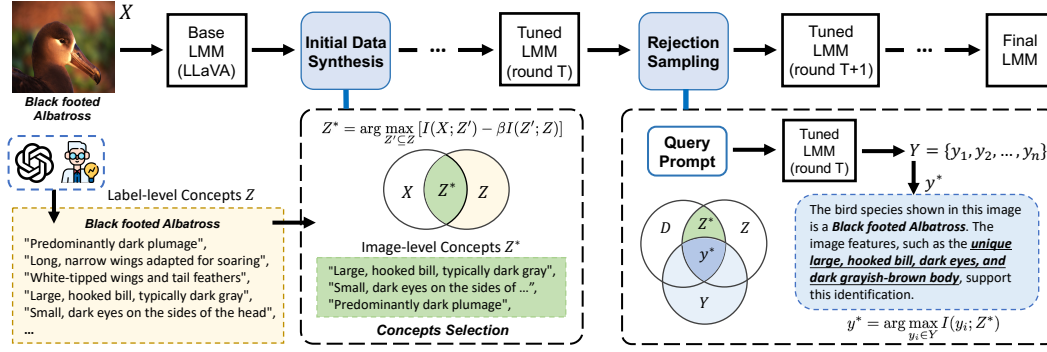 X
Black footed
Albatross
Base
LMM
(LLaVA)
Initial Data
Synthesis
...
Tuned
LMM
(round T)
Rejection
Sampling
Tuned
LMM
(round T+1)
...
Final
LMM
Label-level Concepts Z
Black footed Albatross
"Predominantly dark plumage",
"Long, narrow wings adapted for soaring",
"White-tipped wings and tail feathers",
"Large, hooked bill, typically dark gray",
"Small, dark eyes on the sides of the head",
...
Z* = arg max [I(X; Z′) − βI(Z′; Z)]
Z′⊆Z
X Z* Z
Image-level Concepts Z*
"Large, hooked bill, typically dark gray",
"Small, dark eyes on the sides of …",
"Predominantly dark plumage",
Concepts Selection
Query
Prompt
Tuned
LMM
(round T)
Y = {y₁, y₂, … , yₙ}
y*
D Z* Z
y*
Y
The bird species shown in this image
is a Black footed Albatross. The
image features, such as the unique
large, hooked bill, dark eyes, and
dark grayish-brown body, support
this identification.
y* = arg max I(yᵢ; Z*)
yᵢ∈Y